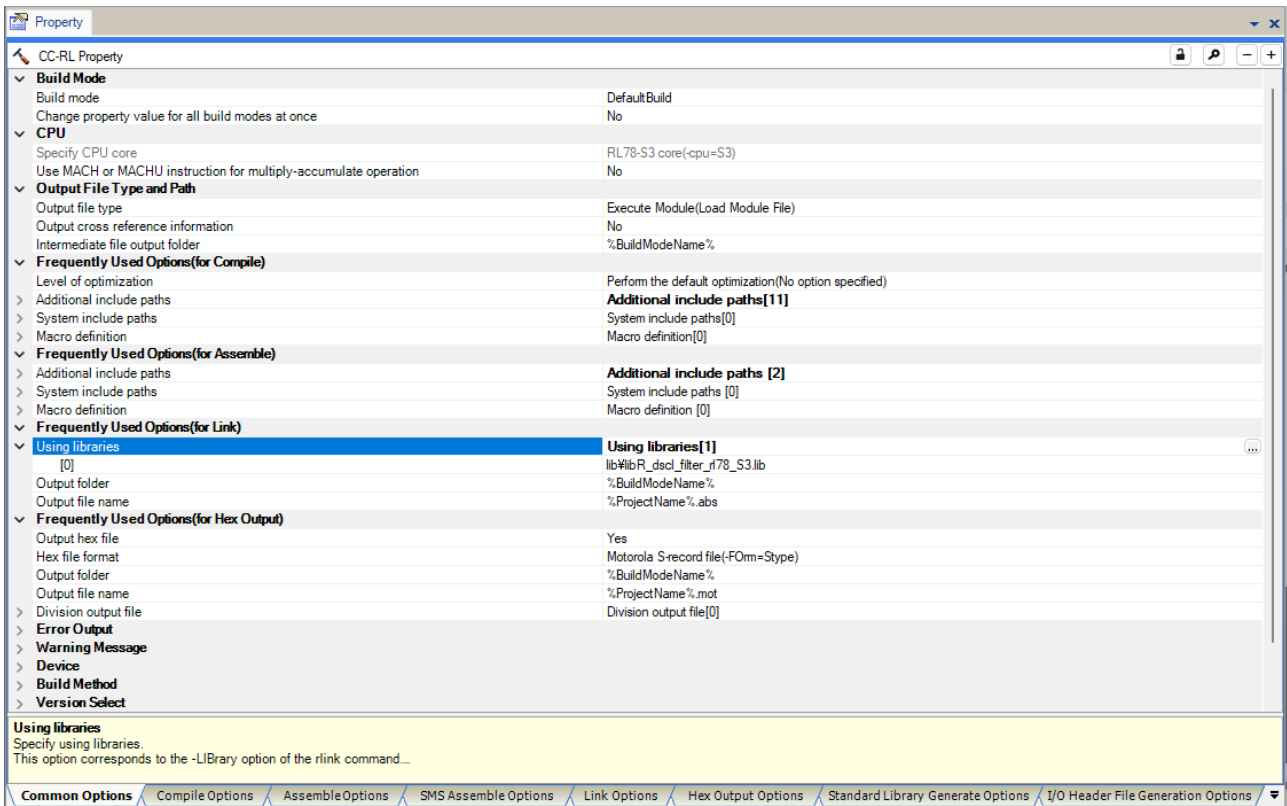 Property
CC-RL Property
Build Mode
Build mode DefaultBuild
Change property value for all build modes at once No
CPU
Specify CPU core RL78-S3 core(-cpu=S3)
Use MACH or MACHU instruction for multiply-accumulate operation No
Output File Type and Path
Output file type Execute Module(Load Module File)
Output cross reference information No
Intermediate file output folder %BuildModeName%
Frequently Used Options(for Compile)
Level of optimization Perform the default optimization(No option specified)
Additional include paths Additional include paths[11]
System include paths System include paths[0]
Macro definition Macro definition[0]
Frequently Used Options(for Assemble)
Additional include paths Additional include paths [2]
System include paths System include paths [0]
Macro definition Macro definition [0]
Frequently Used Options(for Link)
Using libraries Using libraries[1] ...
[0] lib¥libR_dscl_filter_rl78_S3.lib
Output folder %BuildModeName%
Output file name %ProjectName%.abs
Frequently Used Options(for Hex Output)
Output hex file Yes
Hex file format Motorola S-record file(-FOrm=Stype)
Output folder %BuildModeName%
Output file name %ProjectName%.mot
Division output file Division output file[0]
Error Output
Warning Message
Device
Build Method
Version Select
Using libraries
Specify using libraries.
This option corresponds to the -LIBrary option of the rlink command....
Common Options Compile Options Assemble Options SMS Assemble Options Link Options Hex Output Options Standard Library Generate Options I/O Header File Generation Options